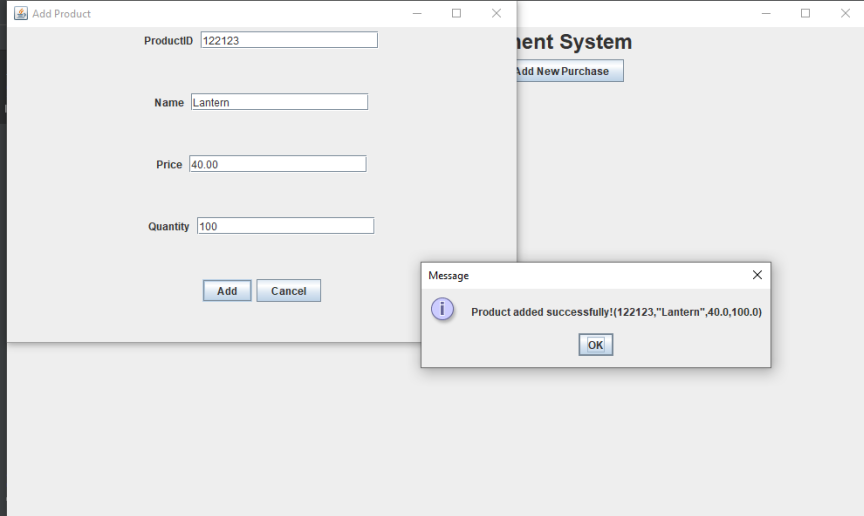 Add Product
ment System
Add New Purchase
ProductID 122123
Name Lantern
Price 40.00
Quantity 100
Add Cancel
Message
Product added successfully!(122123,"Lantern",40.0,100.0)
OK